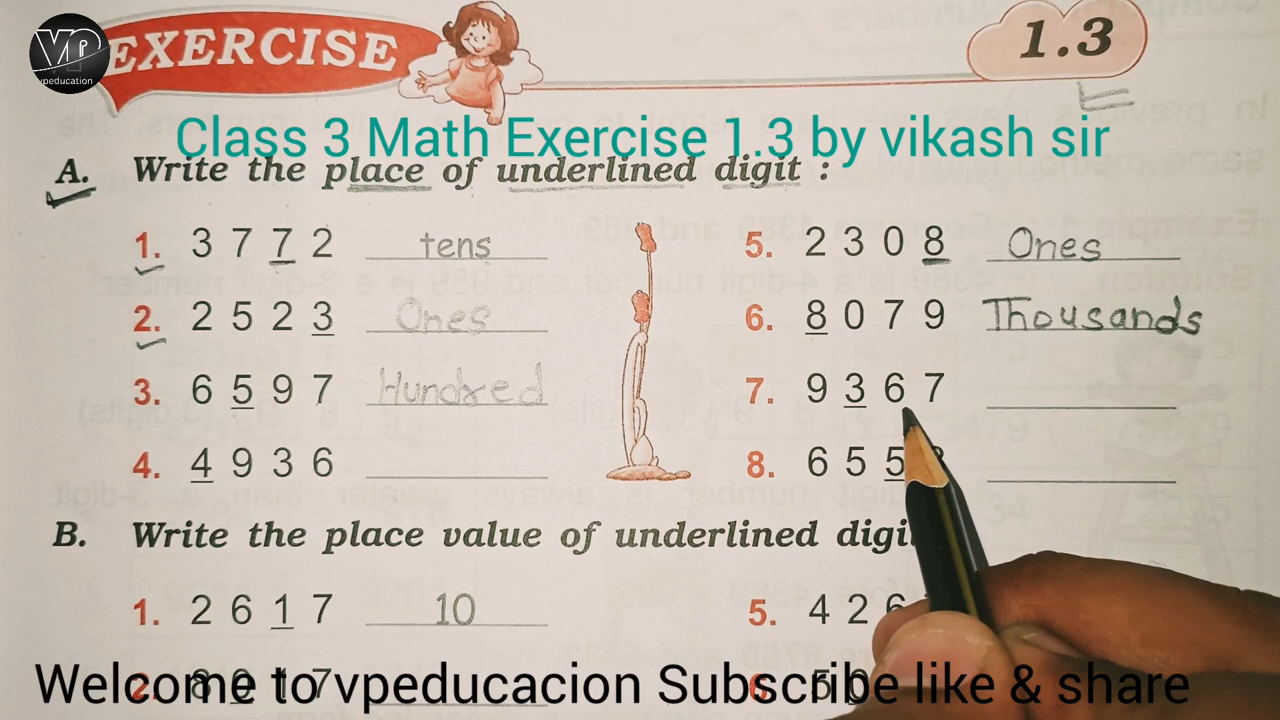 VP
vpeducation
EXERCISE
1.3
Class 3 Math Exercise 1.3 by vikash sir
A. Write the place of underlined digit :
1. 3 7 7 2 tens
2. 2 5 2 3 Ones
3. 6 5 9 7 Hundred
4. 4 9 3 6
5. 2 3 0 8 Ones
6. 8 0 7 9 Thousands
7. 9 3 6 7
8. 6 5 5
B. Write the place value of underlined
1. 2 6 1 7 10
5. 4 2 6
Welcome to vpeducacion Subscribe like & share